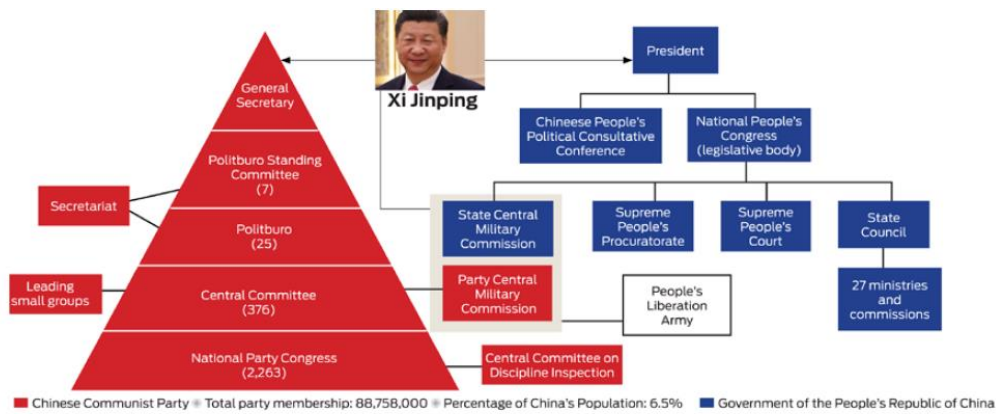 General
Secretary
Politburo Standing
Committee
(7)
Politburo
(25)
Central Committee
(376)
National Party Congress
(2,263)
Secretariat
Leading
small groups
Central Committee on
Discipline Inspection
Xi Jinping
President
Chineese People's
Political Consultative
Conference
National People's
Congress
(legislative body)
State Central
Military
Commission
Supreme
People's
Procuratorate
Supreme
People's
Court
State
Council
Party Central
Military
Commission
People's
Liberation
Army
27 ministries
and
commissions
Chinese Communist Party Total party membership: 88,758,000 Percentage of China's Population: 6.5% Government of the People's Republic of China